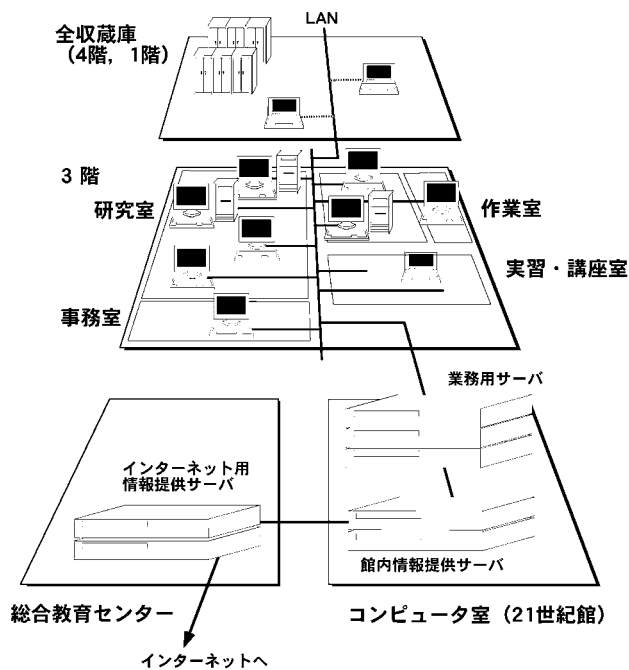 LAN
全収蔵庫
（4階，1階）
3 階
研究室
作業室
実習・講座室
事務室
業務用サーバ
インターネット用
情報提供サーバ
館内情報提供サーバ
総合教育センター
コンピュータ室（21世紀館）
インターネットへ